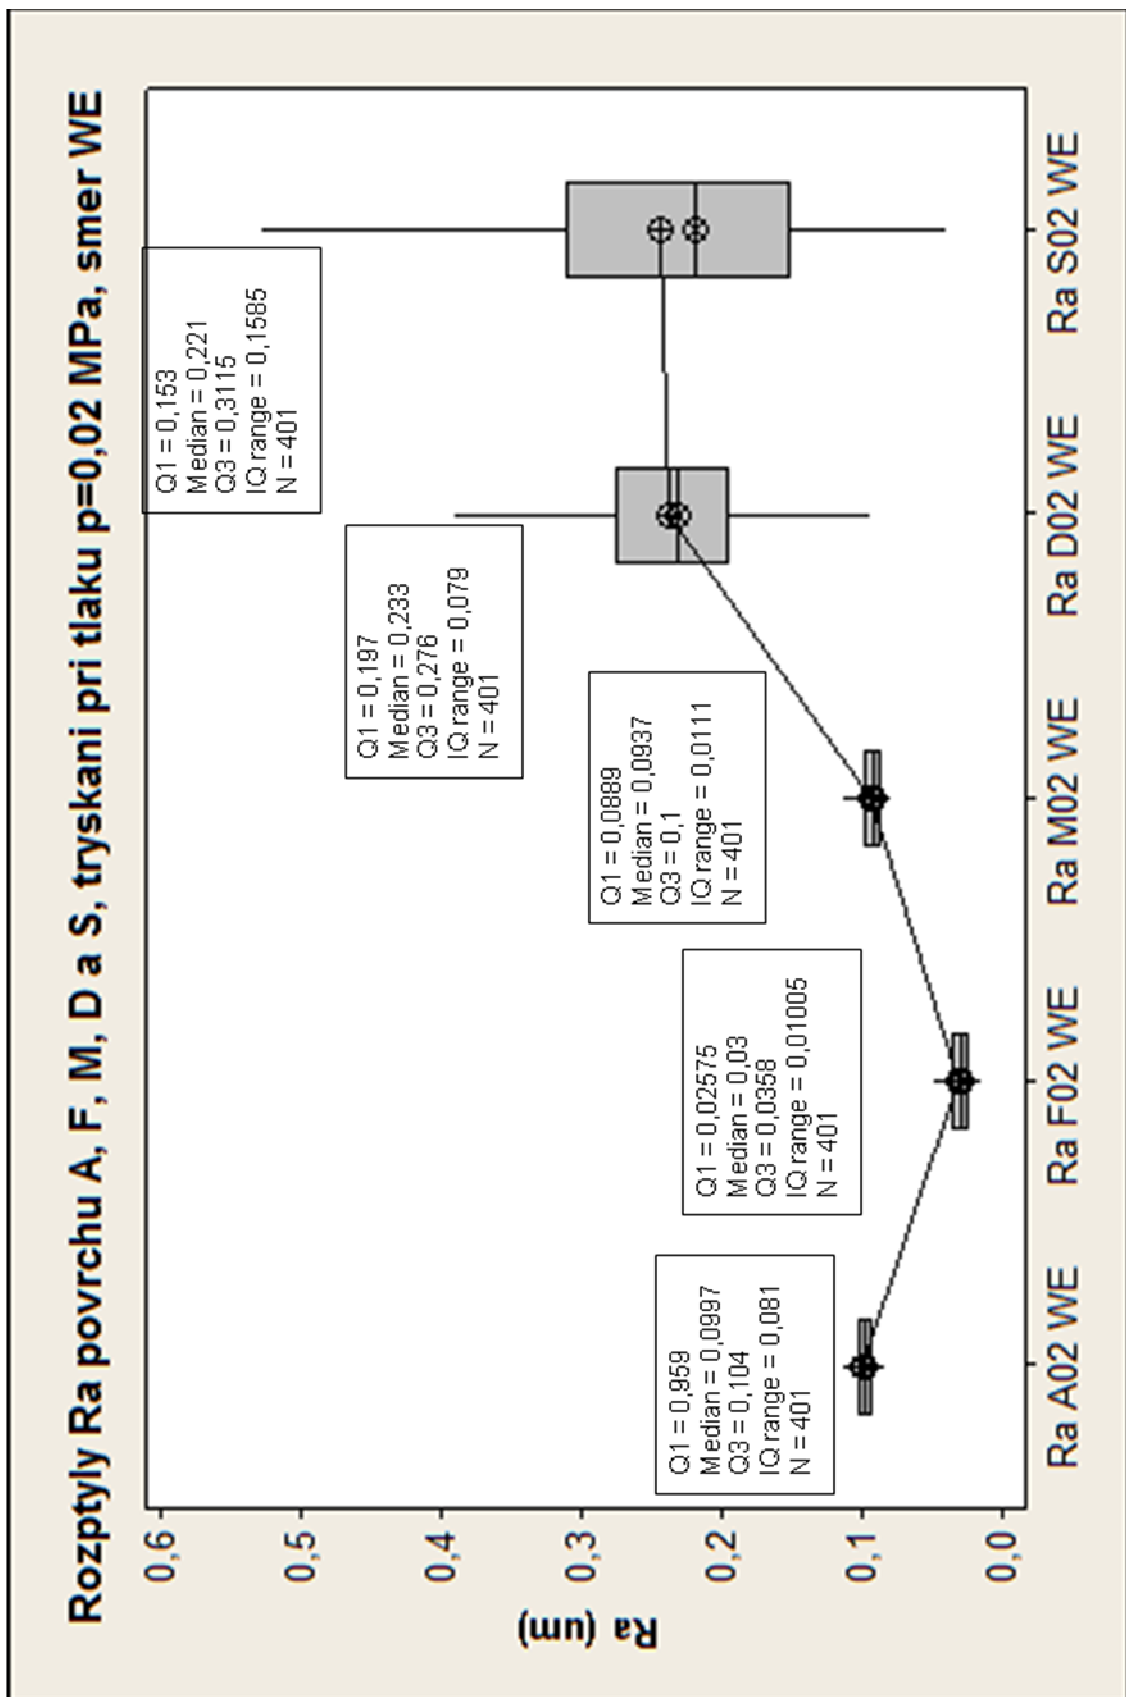 Rozptyly Ra povrchu A, F, M, D a S, tryskani pri tlaku p=0,02 MPa, smer WE
Ra (um)
0,6
0,5
0,4
0,3
0,2
0,1
0,0
Q1 = 0,959
Median = 0,0997
Q3 = 0,104
IQ range = 0,081
N = 401
Q1 = 0,02575
Median = 0,03
Q3 = 0,0358
IQ range = 0,01005
N = 401
Q1 = 0,0889
Median = 0,0937
Q3 = 0,1
IQ range = 0,0111
N = 401
Q1 = 0,197
Median = 0,233
Q3 = 0,276
IQ range = 0,079
N = 401
Q1 = 0,153
Median = 0,221
Q3 = 0,3115
IQ range = 0,1585
N = 401
Ra A02 WE
Ra F02 WE
Ra M02 WE
Ra D02 WE
Ra S02 WE